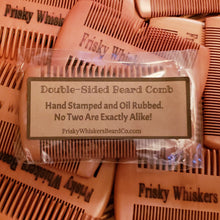 Frisky Whiskers
Double-Sided Beard Comb
Hand Stamped and Oil Rubbed.
No Two Are Exactly Alike!
FriskyWhiskersBeardCo.com
Frisky Whiskers
Frisky Whiskers